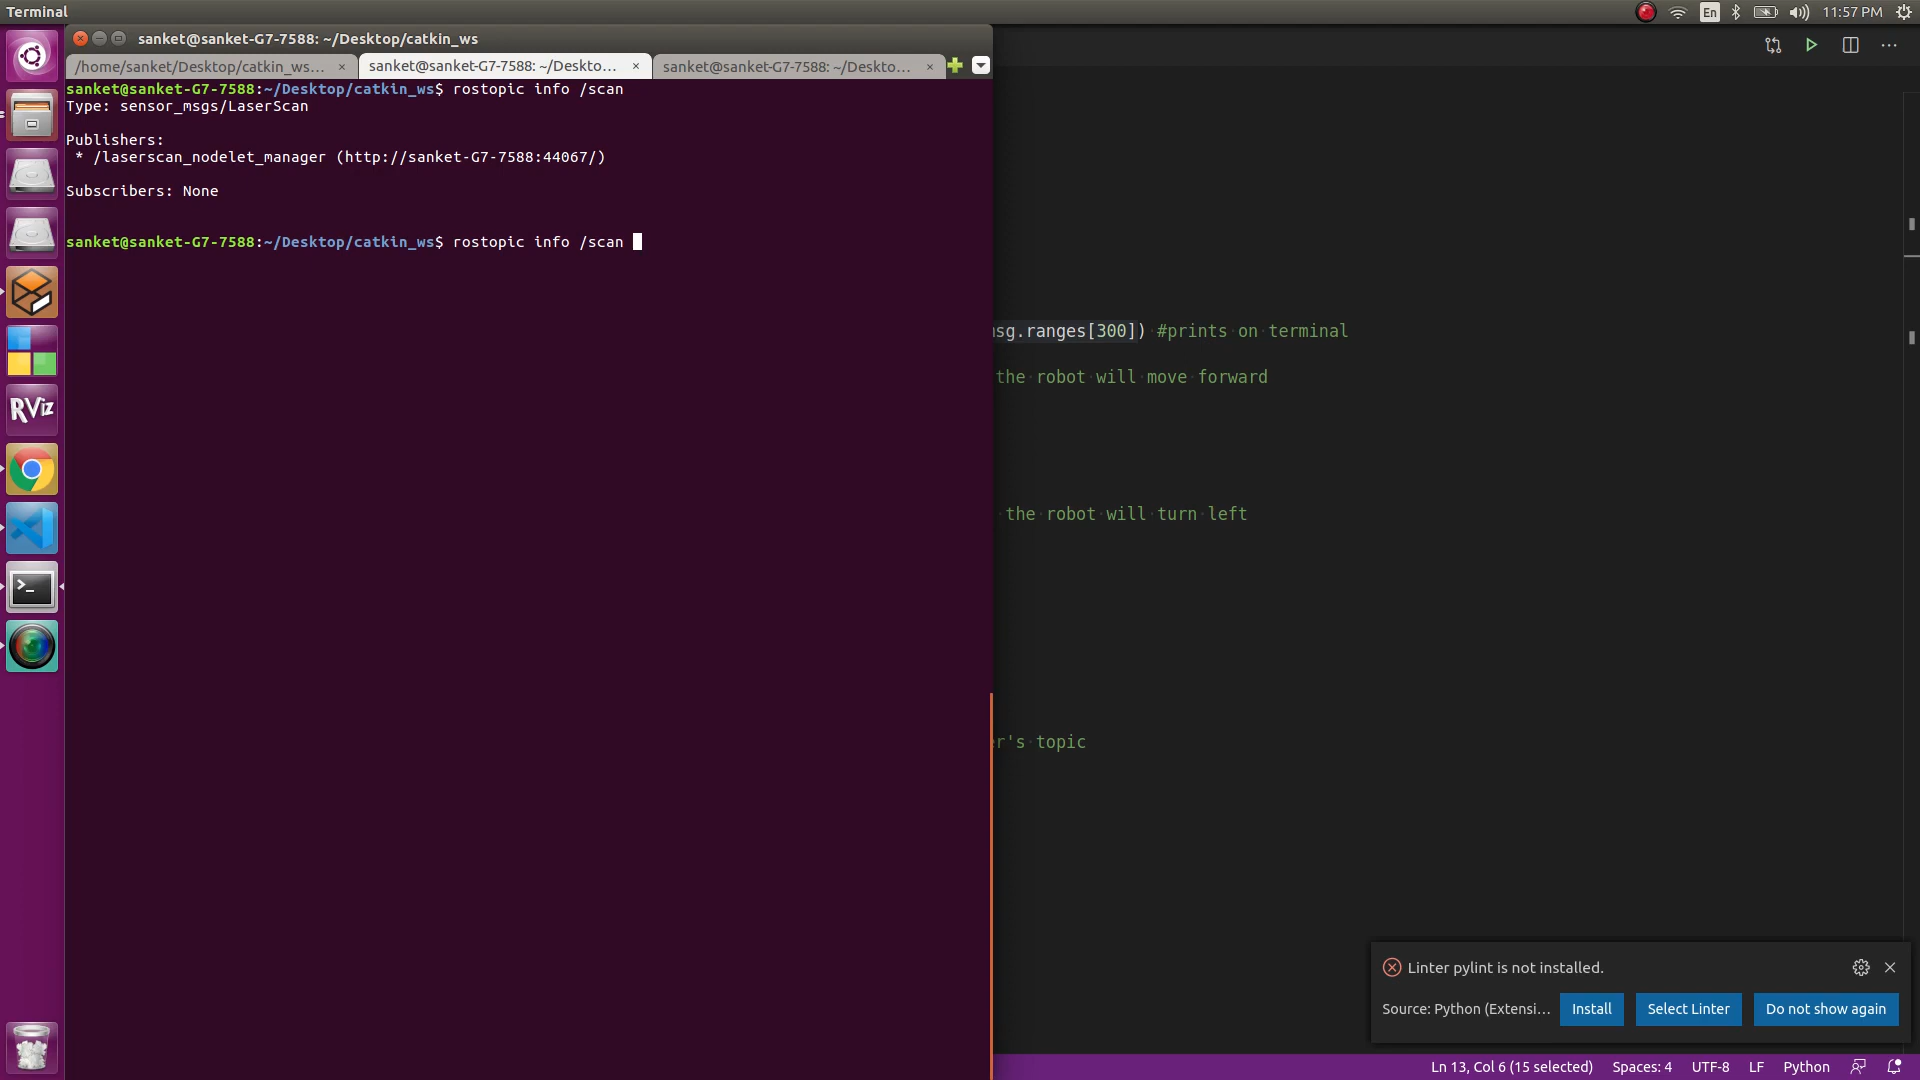 Terminal
En
11:57 PM
sanket@sanket-G7-7588: ~/Desktop/catkin_ws
/home/sanket/Desktop/catkin_ws... ×
sanket@sanket-G7-7588: ~/Deskto... ×
sanket@sanket-G7-7588: ~/Deskto... ×
sanket@sanket-G7-7588:~/Desktop/catkin_ws$ rostopic info /scan
Type: sensor_msgs/LaserScan
Publishers:
* /laserscan_nodelet_manager (http://sanket-G7-7588:44067/)
Subscribers: None
sanket@sanket-G7-7588:~/Desktop/catkin_ws$ rostopic info /scan
RViz
>_
msg.ranges[300]) #prints on terminal
the robot will move forward
the robot will turn left
er's topic
Linter pylint is not installed.
Source: Python (Extensi...
Install
Select Linter
Do not show again
Ln 13, Col 6 (15 selected)
Spaces: 4
UTF-8
LF
Python